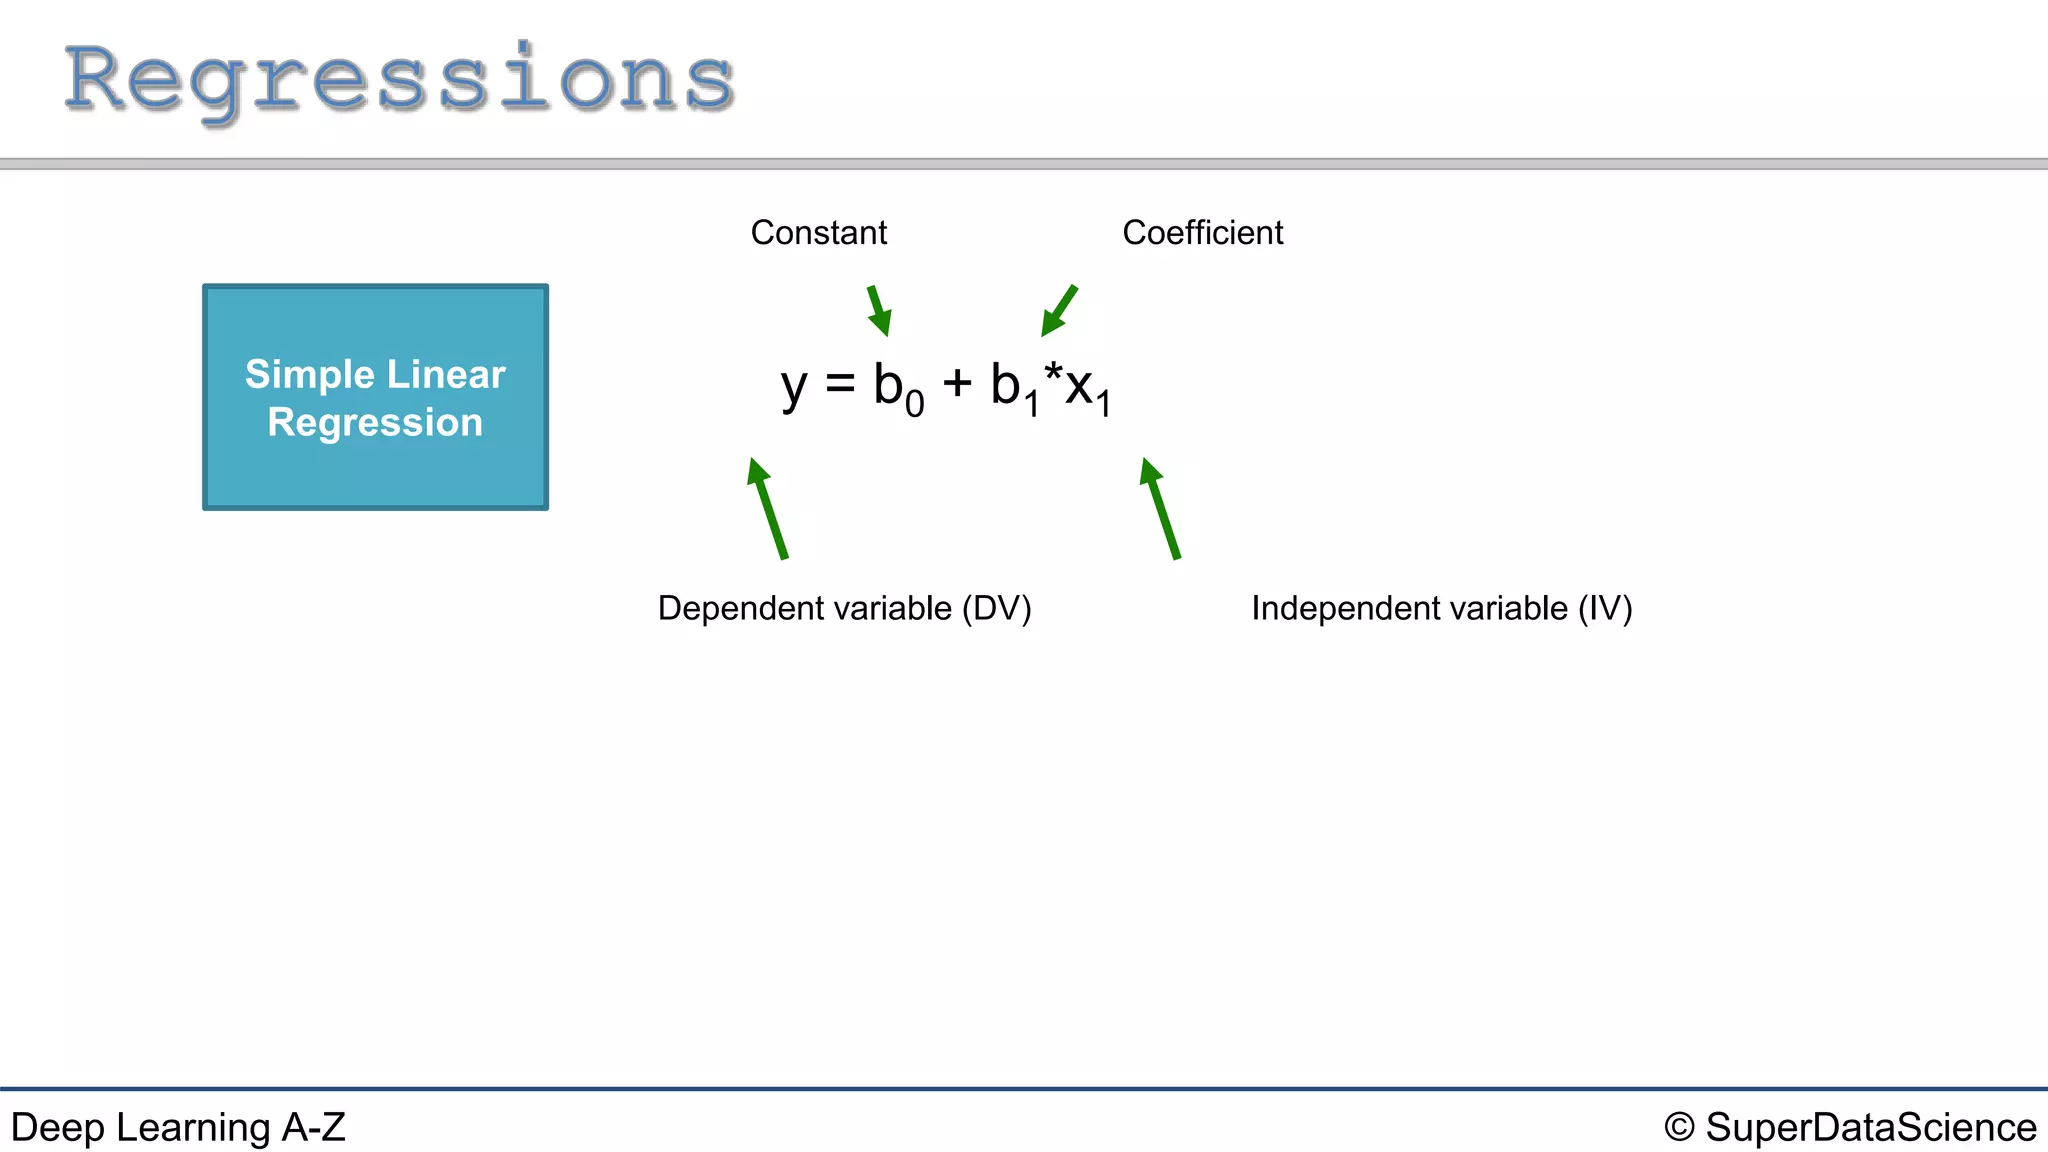 Regressions
Constant
Coefficient
Simple Linear
Regression
y = b₀ + b₁*x₁
Dependent variable (DV)
Independent variable (IV)
Deep Learning A-Z
© SuperDataScience